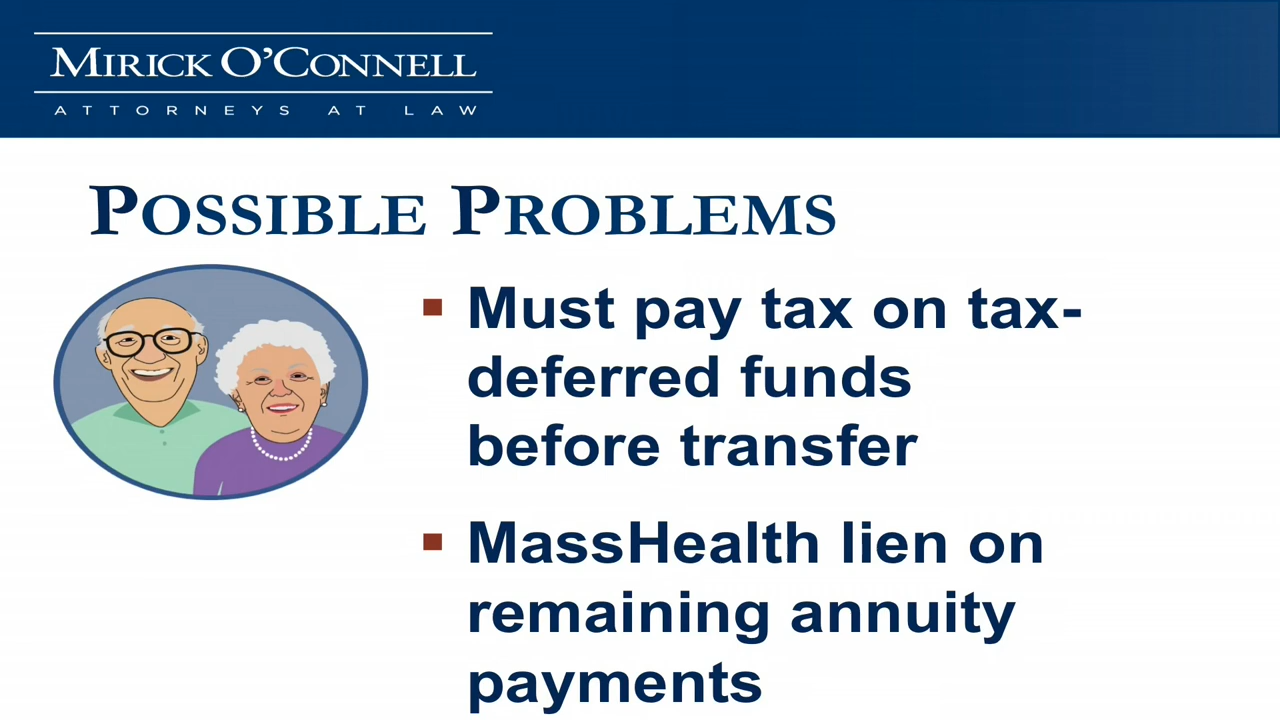 MIRICK O'CONNELL
ATTORNEYS AT LAW
POSSIBLE PROBLEMS
▪ Must pay tax on tax-
deferred funds
before transfer
▪ MassHealth lien on
remaining annuity
payments